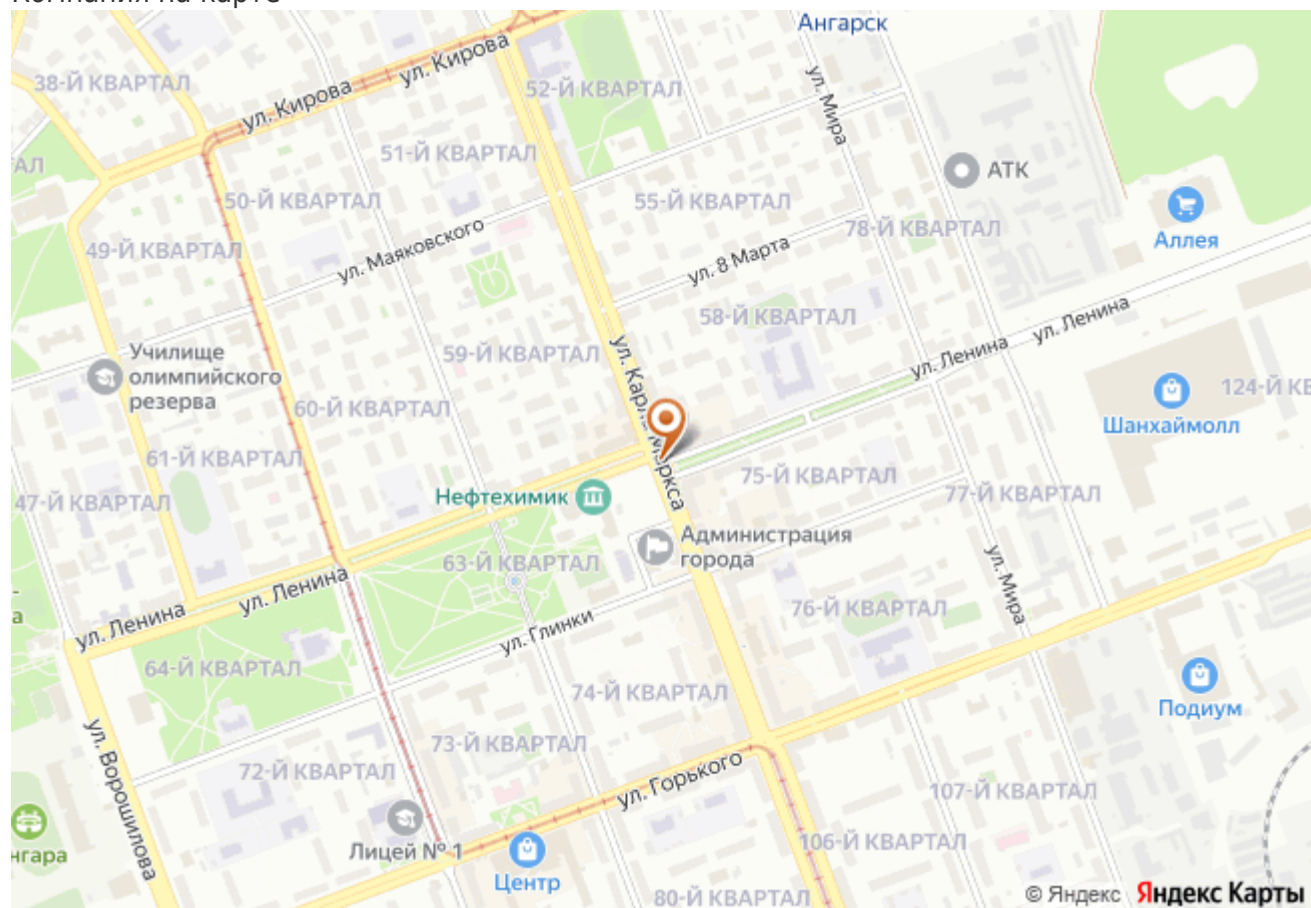 Компания на карте
Ангарск
ул. Кирова
ул. Кирова
38-Й КВАРТАЛ
52-Й КВАРТАЛ
ул. Мира
51-Й КВАРТАЛ
АТК
50-Й КВАРТАЛ
55-Й КВАРТАЛ
78-Й КВАРТАЛ
Аллея
49-Й КВАРТАЛ
ул. Маяковского
ул. 8 Марта
58-Й КВАРТАЛ
ул. Ленина
ул. Ленина
Училище
олимпийского
резерва
59-Й КВАРТАЛ
ул. Карла Маркса
60-Й КВАРТАЛ
Шанхаймолл
61-Й КВАРТАЛ
47-Й КВАРТАЛ
Нефтехимик
75-Й КВАРТАЛ
77-Й КВАРТАЛ
Администрация
города
63-Й КВАРТАЛ
ул. Ленина
ул. Ленина
ул. Мира
76-Й КВАРТАЛ
ул. Глинки
64-Й КВАРТАЛ
74-Й КВАРТАЛ
Подиум
73-Й КВАРТАЛ
ул. Ворошилова
72-Й КВАРТАЛ
ул. Горького
107-Й КВАРТАЛ
Лицей № 1
106-Й КВАРТАЛ
Центр
80-Й КВАРТАЛ
© Яндекс Яндекс Карты